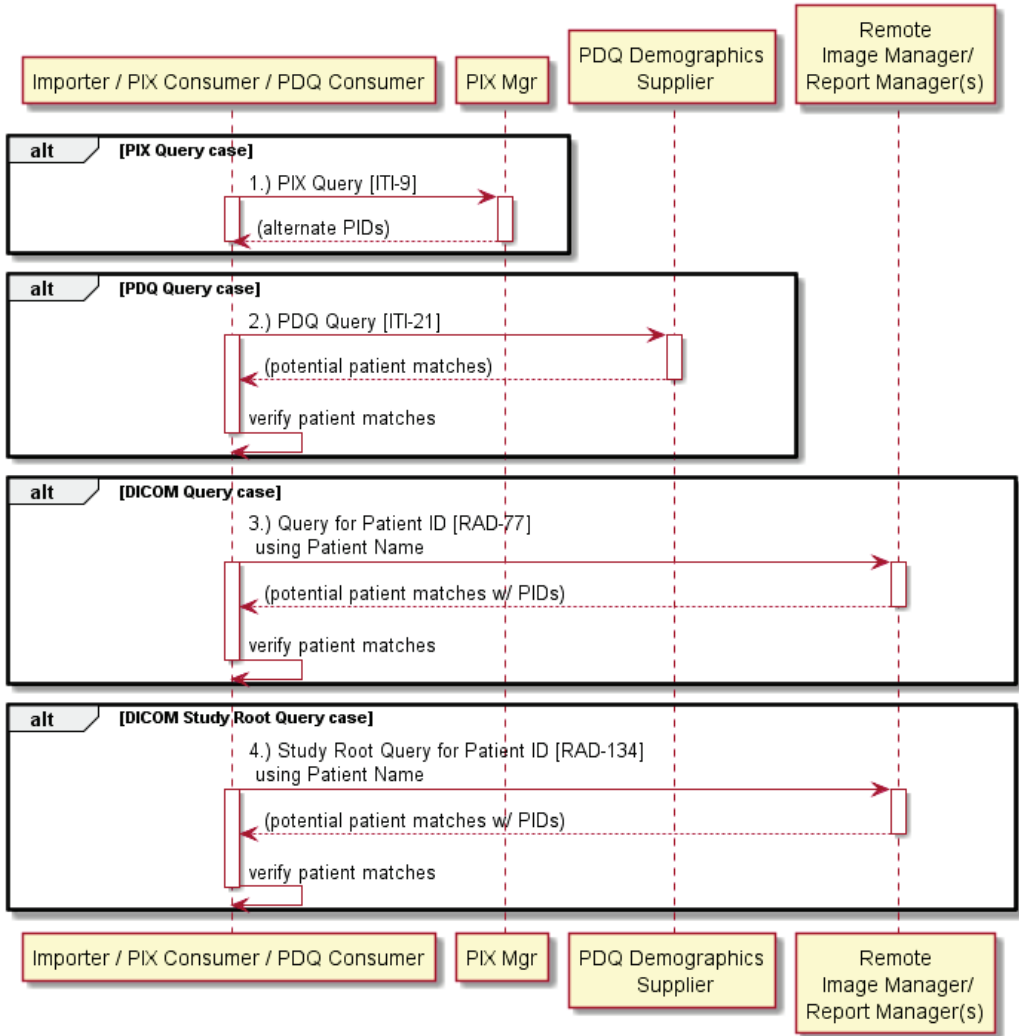 Importer / PIX Consumer / PDQ Consumer
PIX Mgr
PDQ Demographics
Supplier
Remote
Image Manager/
Report Manager(s)
alt
[PIX Query case]
1.) PIX Query [ITI-9]
(alternate PIDs)
alt
[PDQ Query case]
2.) PDQ Query [ITI-21]
(potential patient matches)
verify patient matches
alt
[DICOM Query case]
3.) Query for Patient ID [RAD-77]
using Patient Name
(potential patient matches w/ PIDs)
verify patient matches
alt
[DICOM Study Root Query case]
4.) Study Root Query for Patient ID [RAD-134]
using Patient Name
(potential patient matches w/ PIDs)
verify patient matches
Importer / PIX Consumer / PDQ Consumer
PIX Mgr
PDQ Demographics
Supplier
Remote
Image Manager/
Report Manager(s)